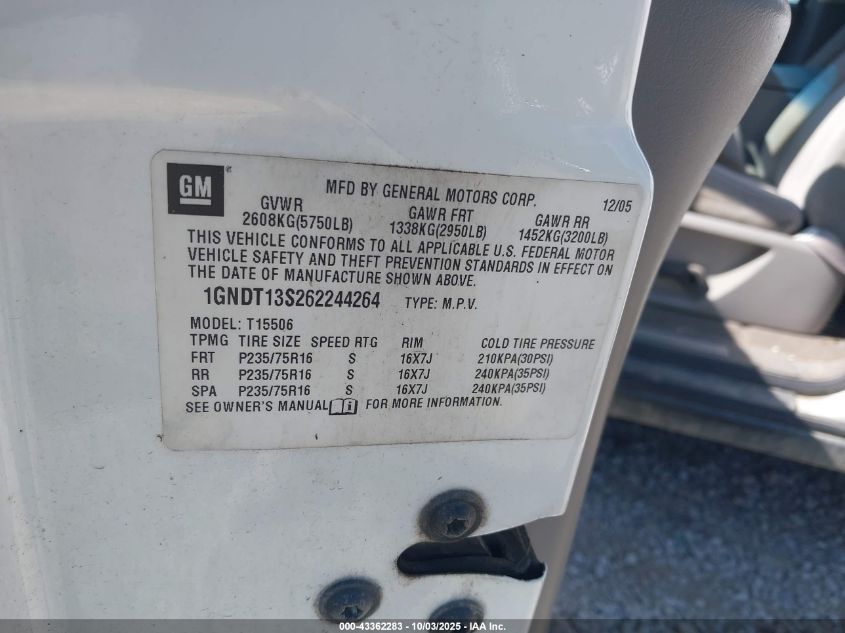 GM
®
MFD BY GENERAL MOTORS CORP.
12/05
GVWR GAWR FRT GAWR RR
2608KG(5750LB) 1338KG(2950LB) 1452KG(3200LB)
THIS VEHICLE CONFORMS TO ALL APPLICABLE U.S. FEDERAL MOTOR
VEHICLE SAFETY AND THEFT PREVENTION STANDARDS IN EFFECT ON
THE DATE OF MANUFACTURE SHOWN ABOVE.
1GNDT13S262244264 TYPE: M.P.V.
MODEL: T15506
TPMG TIRE SIZE SPEED RTG RIM COLD TIRE PRESSURE
FRT P235/75R16 S 16X7J 210KPA(30PSI)
RR P235/75R16 S 16X7J 240KPA(35PSI)
SPA P235/75R16 S 16X7J 240KPA(35PSI)
SEE OWNER'S MANUAL i FOR MORE INFORMATION.
000-43362283 - 10/03/2025 - Copyright IAA, LLC